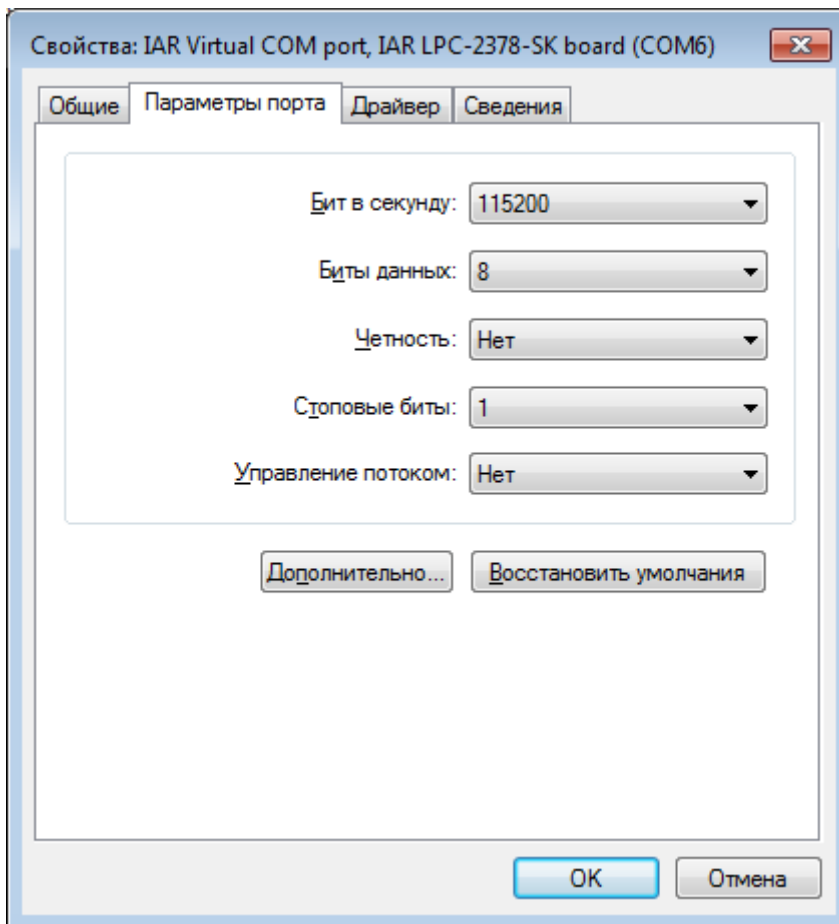 Свойства: IAR Virtual COM port, IAR LPC-2378-SK board (COM6)
Общие Параметры порта Драйвер Сведения
Бит в секунду: 115200
Биты данных: 8
Четность: Нет
Стоповые биты: 1
Управление потоком: Нет
Дополнительно... Восстановить умолчания
OK Отмена